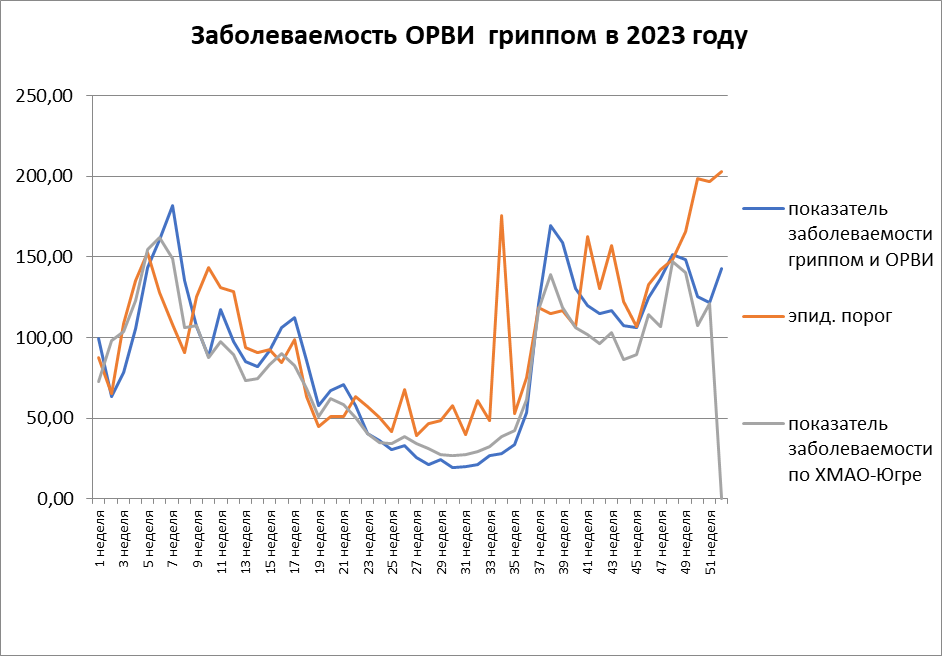 Заболеваемость ОРВИ  гриппом в 2023 году
250,00
200,00
150,00
100,00
50,00
0,00
1 неделя
3 неделя
5 неделя
7 неделя
9 неделя
11 неделя
13 неделя
15 неделя
17 неделя
19 неделя
21 неделя
23 неделя
25 неделя
27 неделя
29 неделя
31 неделя
33 неделя
35 неделя
37 неделя
39 неделя
41 неделя
43 неделя
45 неделя
47 неделя
49 неделя
51 неделя
показатель
заболеваемости
гриппом и ОРВИ
эпид. порог
показатель
заболеваемости
по ХМАО-Югре